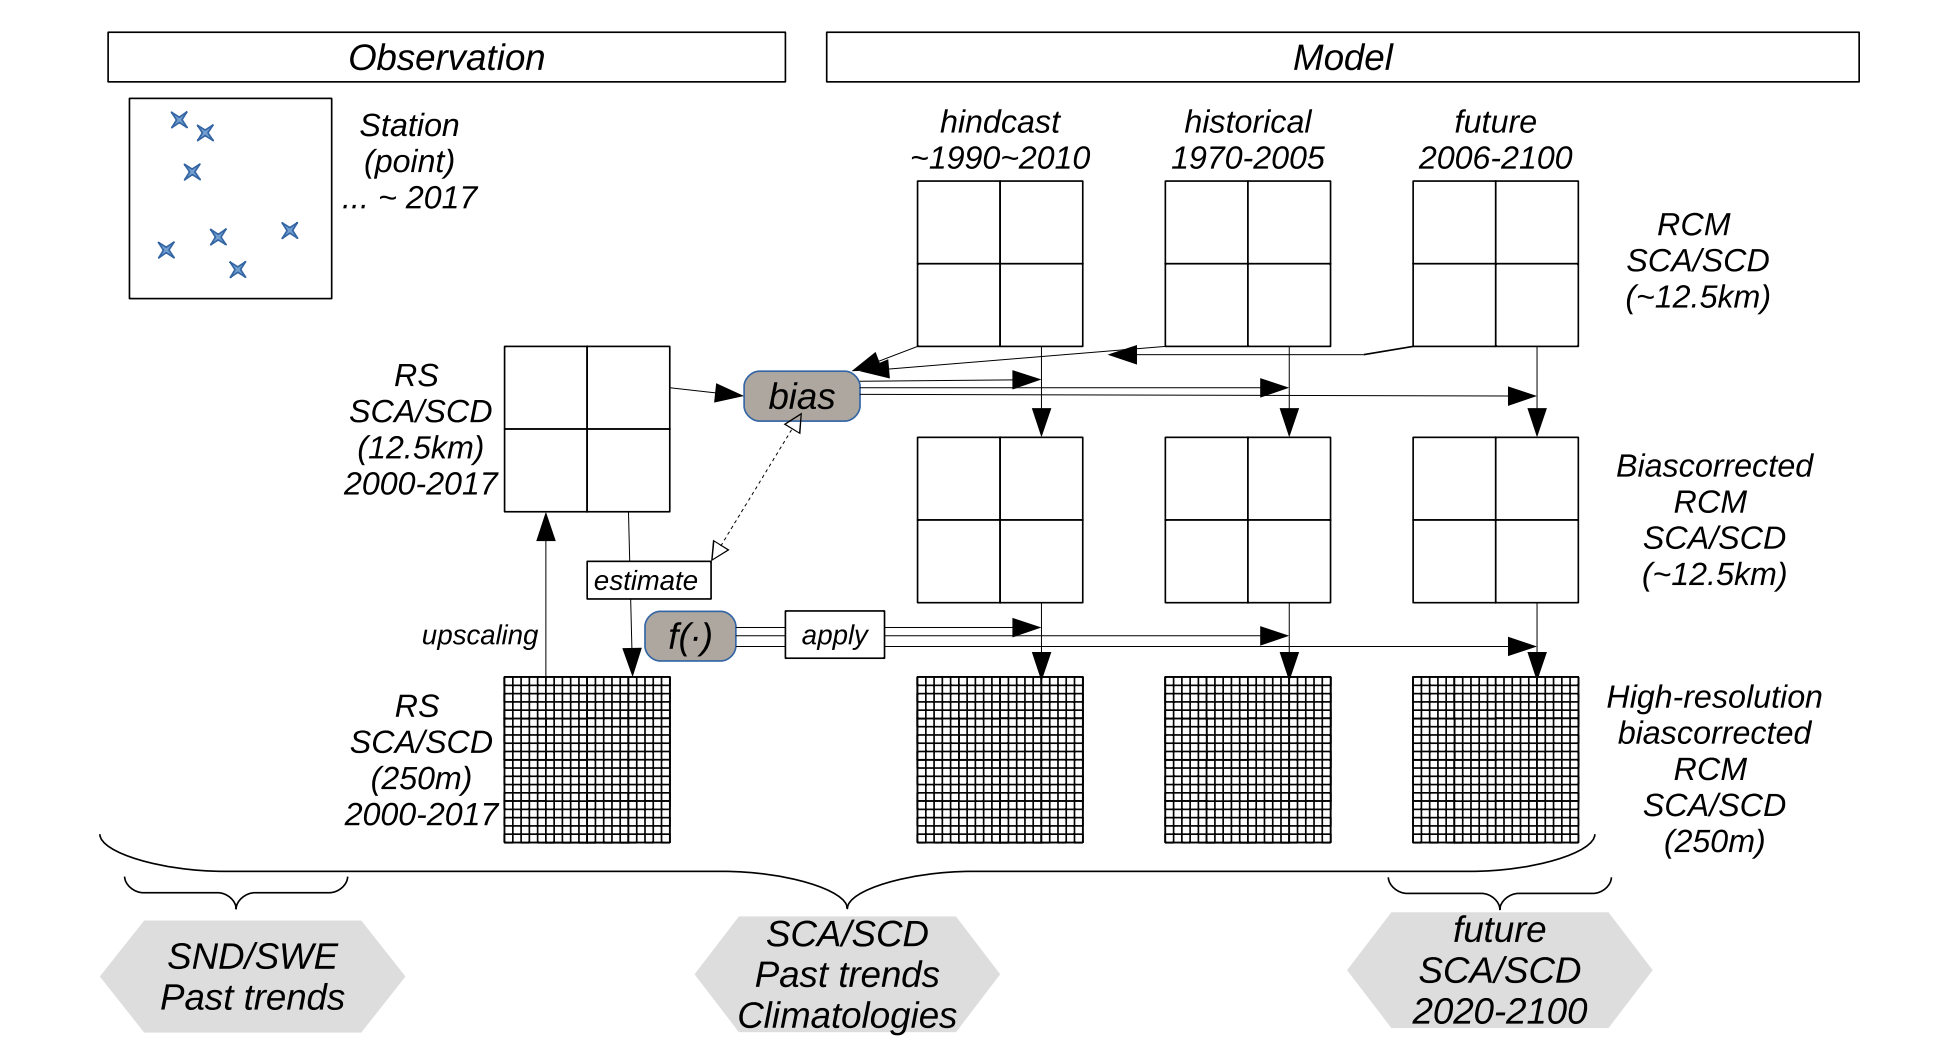 Observation
Model
Station
(point)
... ~ 2017
hindcast
~1990~2010
historical
1970-2005
future
2006-2100
RCM
SCA/SCD
(~12.5km)
RS
SCA/SCD
(12.5km)
2000-2017
bias
Biascorrected
RCM
SCA/SCD
(~12.5km)
estimate
upscaling
f(·)
apply
RS
SCA/SCD
(250m)
2000-2017
High-resolution
biascorrected
RCM
SCA/SCD
(250m)
SND/SWE
Past trends
SCA/SCD
Past trends
Climatologies
future
SCA/SCD
2020-2100